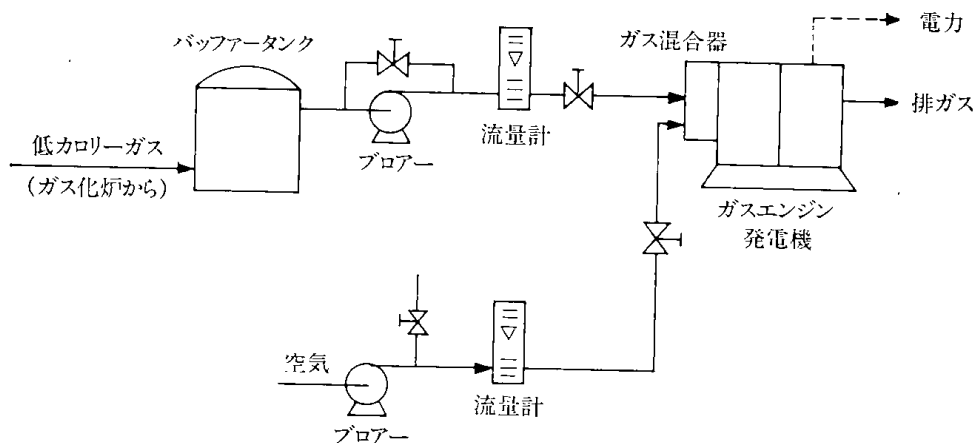 バッファータンク
低カロリーガス
(ガス化炉から)
ブロアー
流量計
ガス混合器
電力
排ガス
ガスエンジン
発電機
空気
ブロアー
流量計